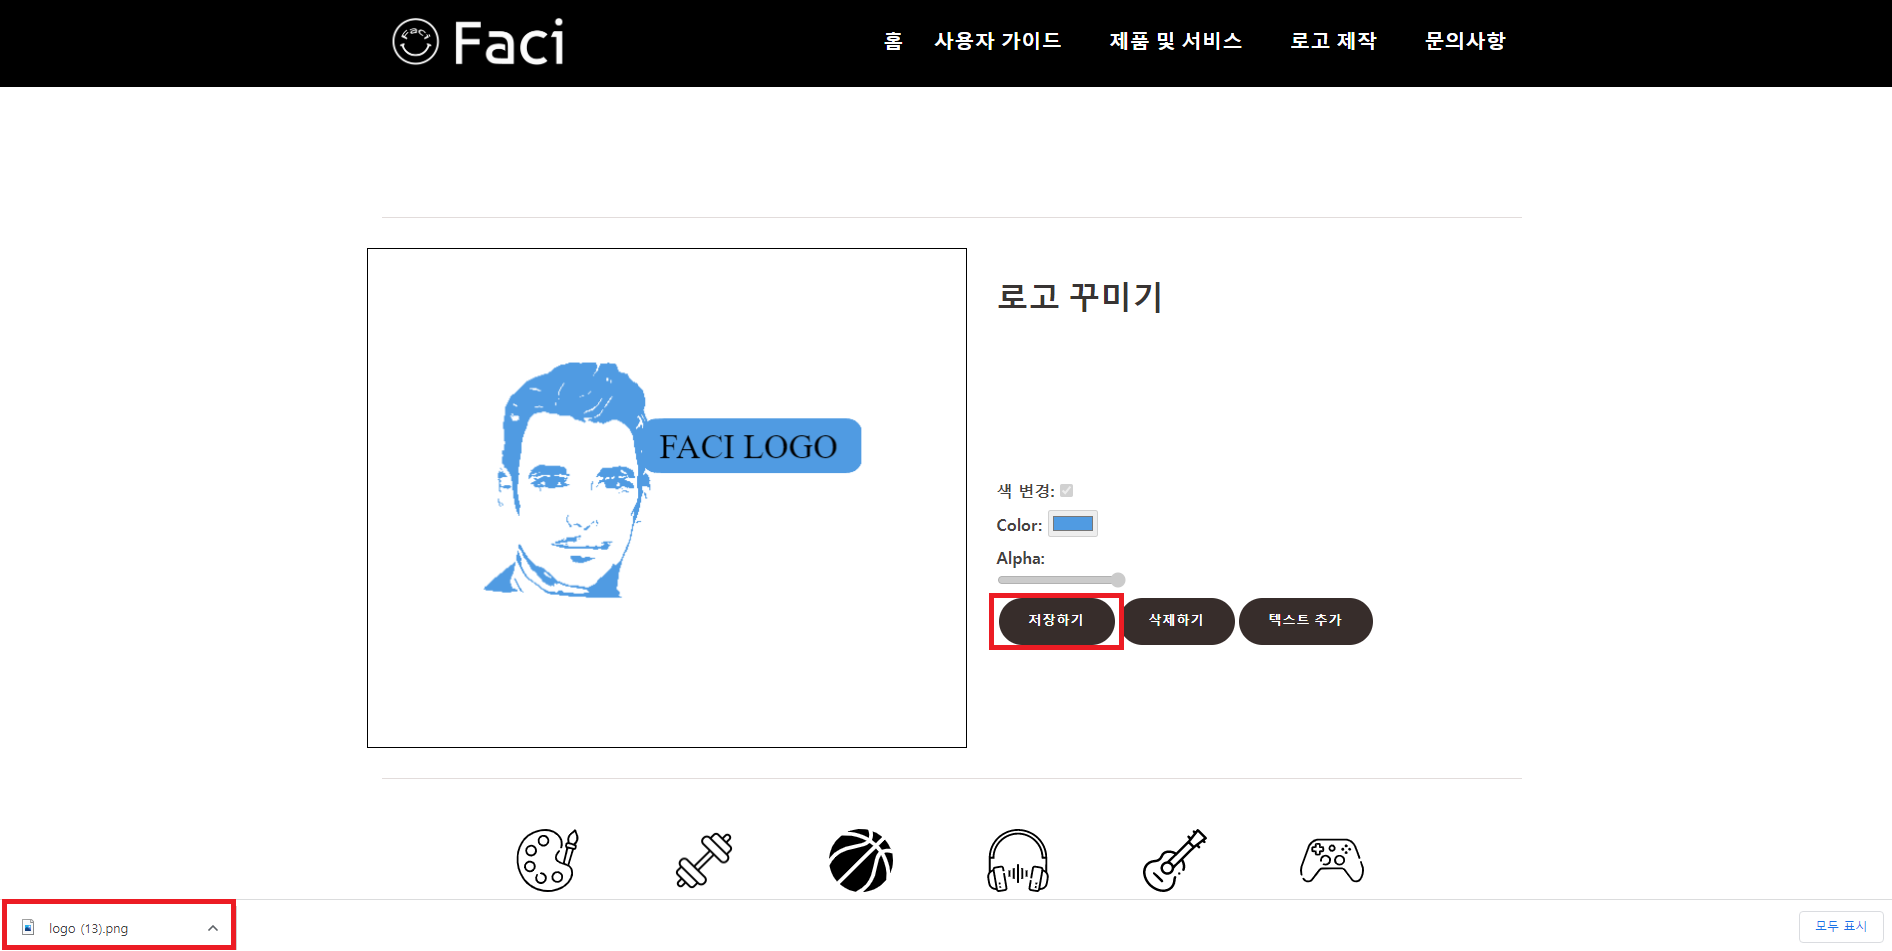 Faci Faci
홈 사용자 가이드 제품 및 서비스 로고 제작 문의사항
로고 꾸미기
FACI LOGO
색 변경:
Color:
Alpha:
저장하기 삭제하기 텍스트 추가
logo (13).png
모두 표시